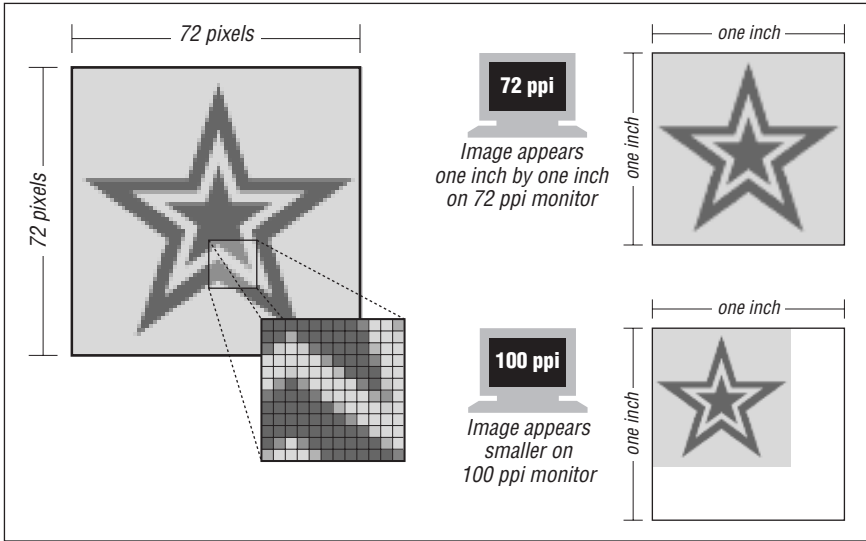 72 pixels
72 pixels
72 ppi
Image appears
one inch by one inch
on 72 ppi monitor
one inch
one inch
100 ppi
Image appears
smaller on
100 ppi monitor
one inch
one inch